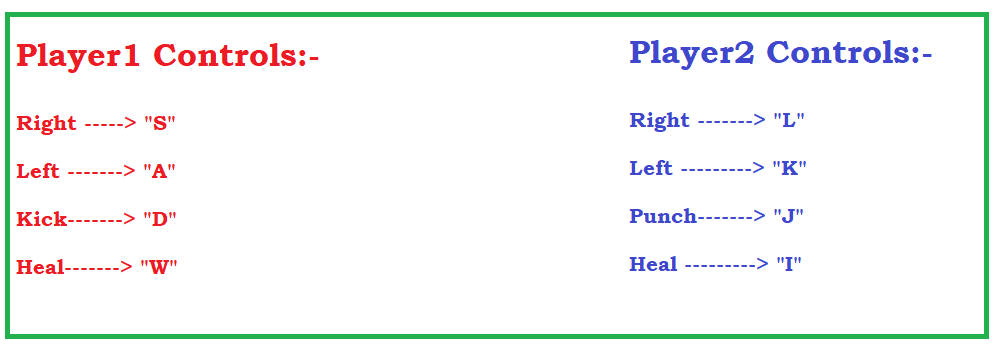 Player1 Controls:-
Right -----> "S"
Left -------> "A"
Kick-------> "D"
Heal-------> "W"
Player2 Controls:-
Right -------> "L"
Left ---------> "K"
Punch-------> "J"
Heal ---------> "I"